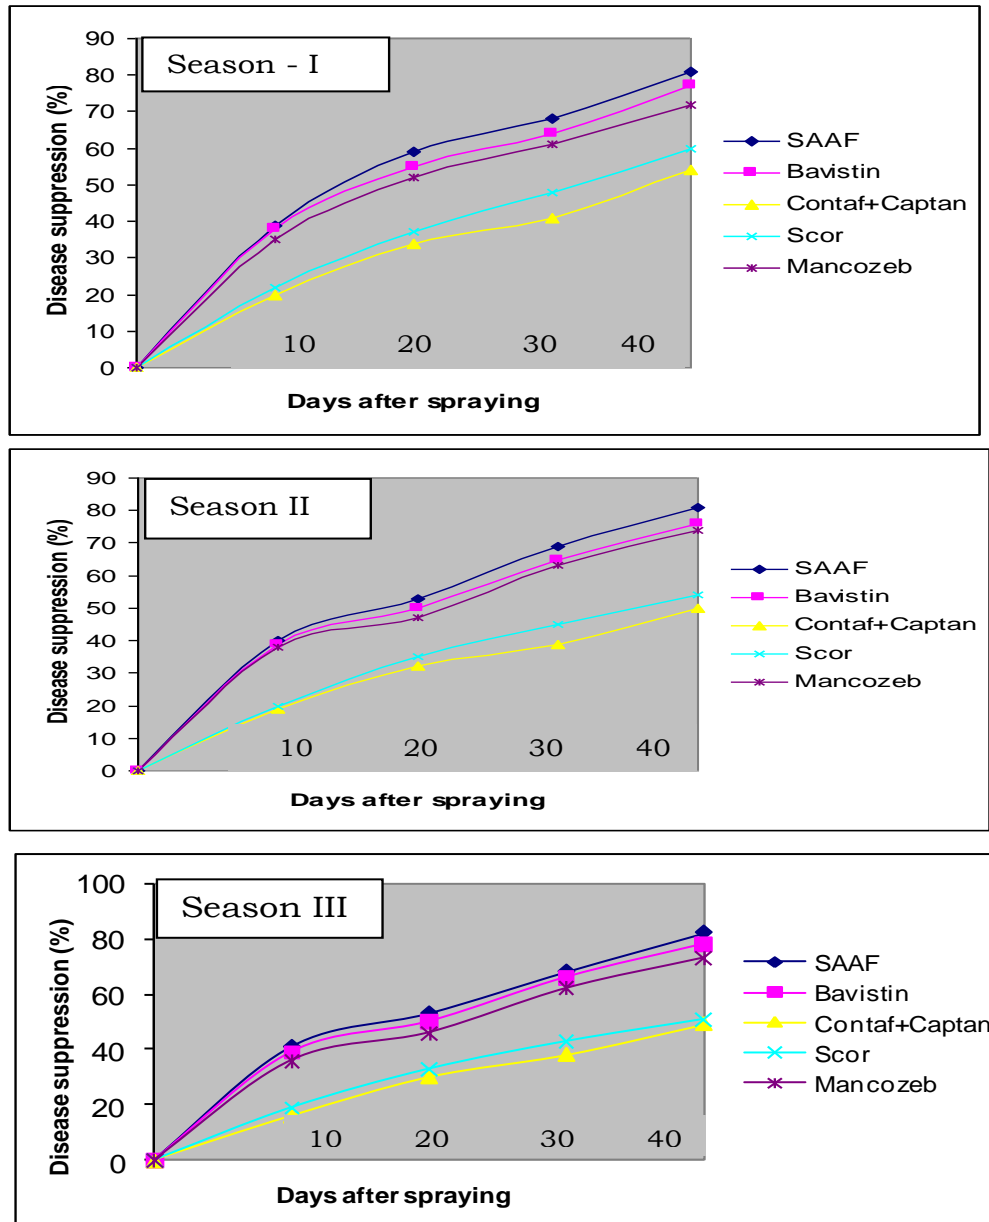 Season - I
Disease suppression (%)
90
80
70
60
50
40
30
20
10
0
10 20 30 40
Days after spraying
SAAF
Bavistin
Contaf+Captan
Scor
Mancozeb
Season II
Disease suppression (%)
90
80
70
60
50
40
30
20
10
0
10 20 30 40
Days after spraying
SAAF
Bavistin
Contaf+Captan
Scor
Mancozeb
Season III
Disease suppression (%)
100
80
60
40
20
0
10 20 30 40
Days after spraying
SAAF
Bavistin
Contaf+Captan
Scor
Mancozeb